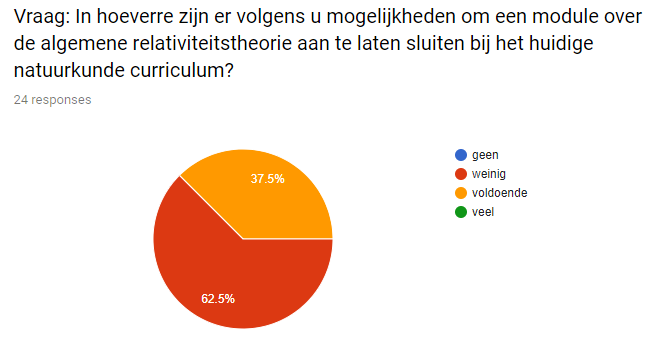 Vraag: In hoeverre zijn er volgens u mogelijkheden om een module over
de algemene relativiteitstheorie aan te laten sluiten bij het huidige
natuurkunde curriculum?
24 responses
37.5%
62.5%
geen
weinig
voldoende
veel